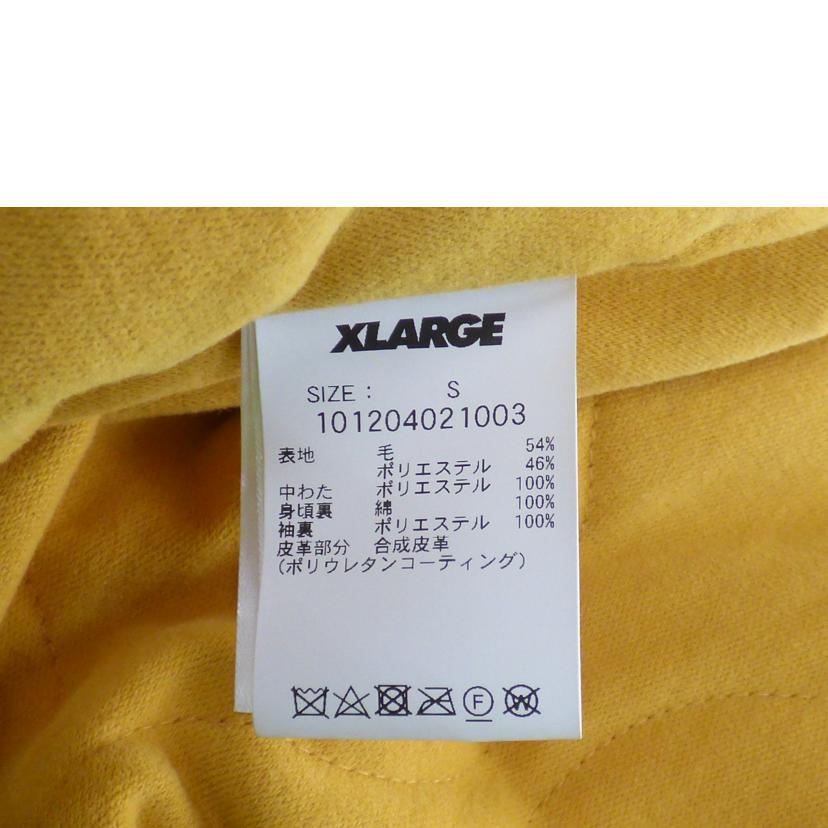 XLARGE
SIZE : S
101204021003
表地 毛 54%
ポリエステル 46%
中わた ポリエステル 100%
身頃裏 綿 100%
袖裏 ポリエステル 100%
皮革部分 合成皮革
(ポリウレタンコーティング)
F W